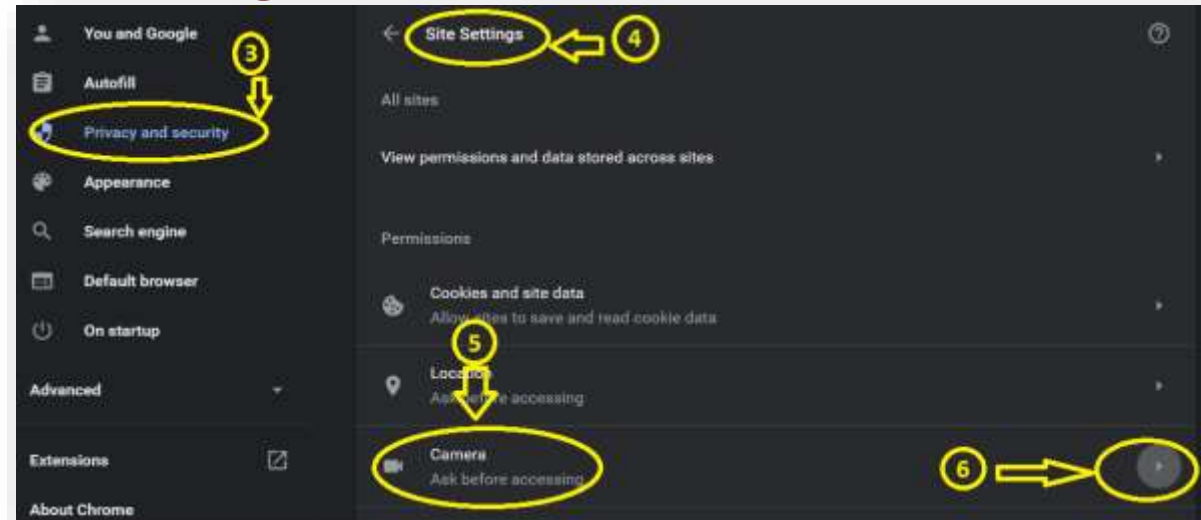 You and Google
3
Autofill
Privacy and security
Appearance
Search engine
Default browser
On startup
Advanced
Extensions
About Chrome
Site Settings
4
All sites
View permissions and data stored across sites
Permissions
Cookies and site data
Allow sites to save and read cookie data
5
Location
Ask before accessing
Camera
Ask before accessing
6